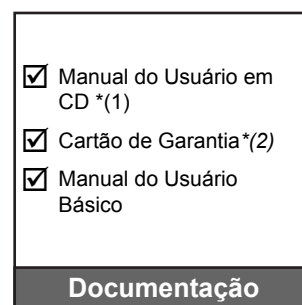 Manual do Usuário em
CD *(1)
Cartão de Garantia*(2)
Manual do Usuário
Básico
Documentação